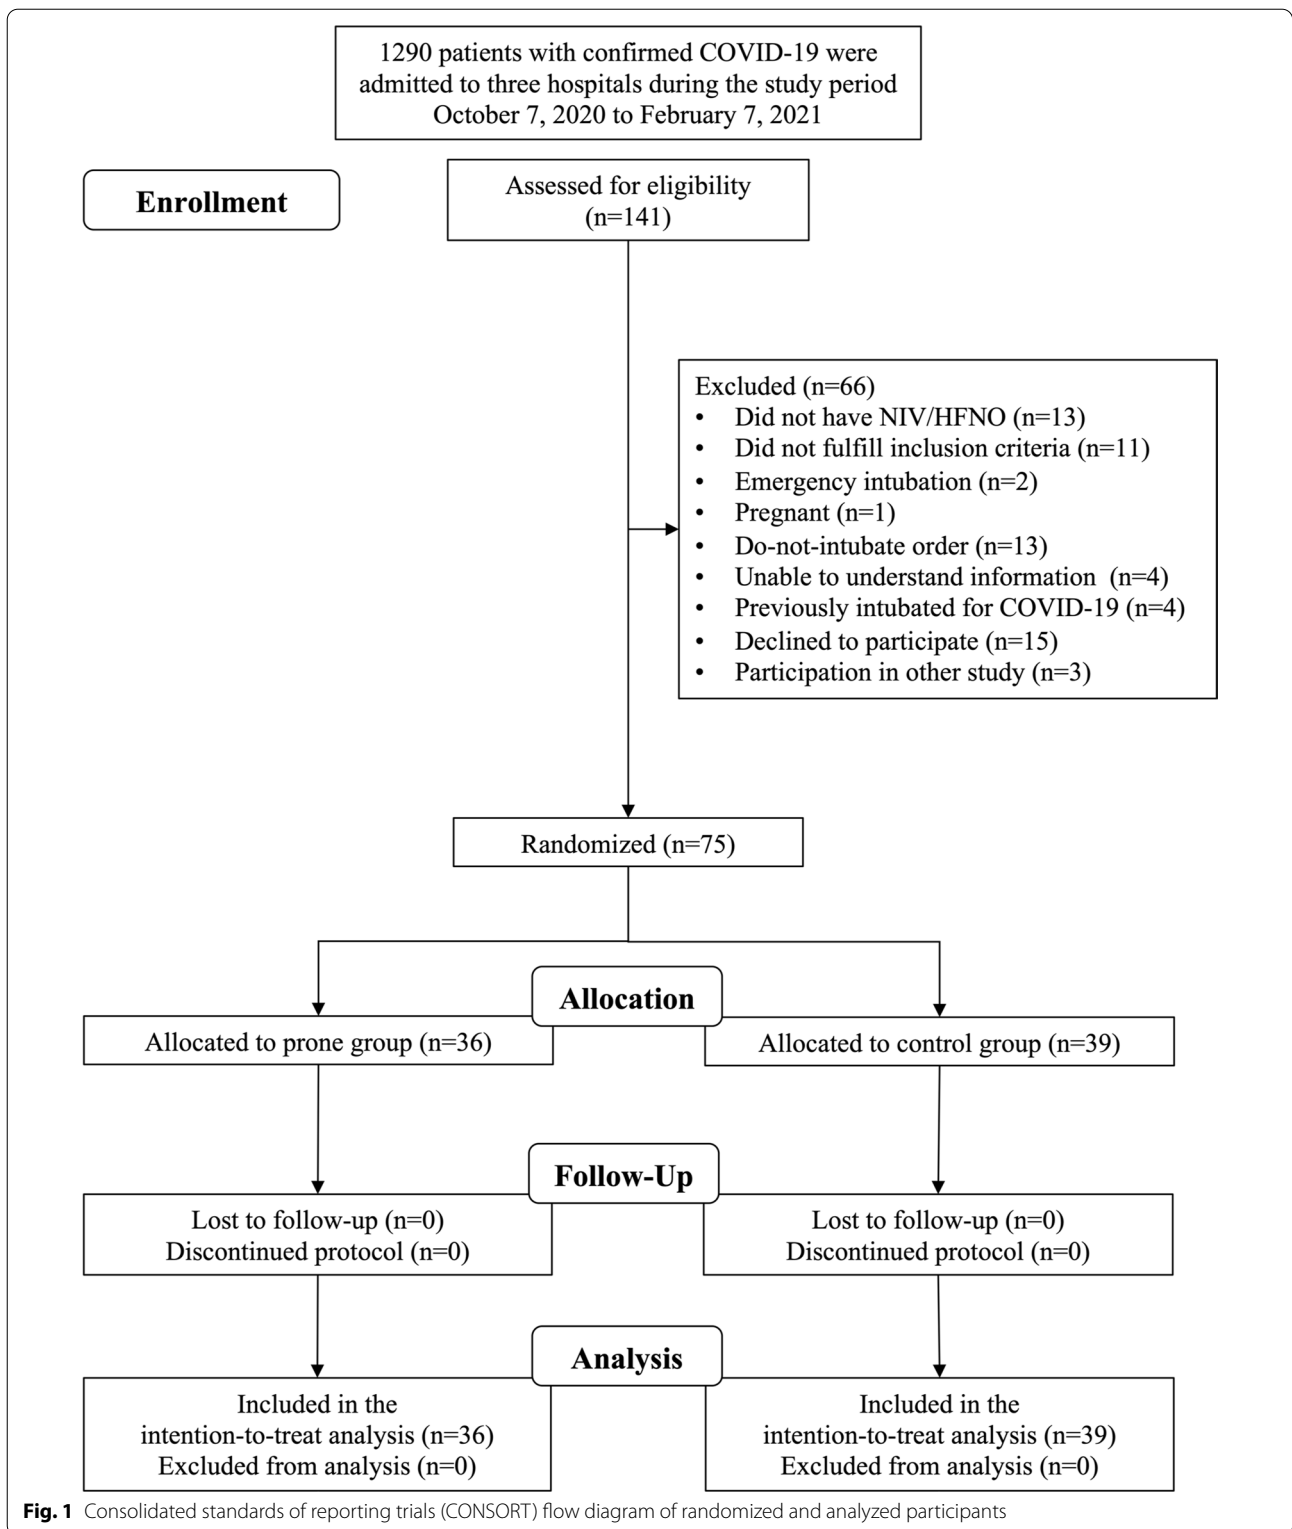 1290 patients with confirmed COVID-19 were
admitted to three hospitals during the study period
October 7, 2020 to February 7, 2021
Enrollment
Assessed for eligibility
(n=141)
Excluded (n=66)
• Did not have NIV/HFNO (n=13)
• Did not fulfill inclusion criteria (n=11)
• Emergency intubation (n=2)
• Pregnant (n=1)
• Do-not-intubate order (n=13)
• Unable to understand information (n=4)
• Previously intubated for COVID-19 (n=4)
• Declined to participate (n=15)
• Participation in other study (n=3)
Randomized (n=75)
Allocation
Allocated to prone group (n=36)
Allocated to control group (n=39)
Follow-Up
Lost to follow-up (n=0)
Discontinued protocol (n=0)
Lost to follow-up (n=0)
Discontinued protocol (n=0)
Analysis
Included in the
intention-to-treat analysis (n=36)
Excluded from analysis (n=0)
Included in the
intention-to-treat analysis (n=39)
Excluded from analysis (n=0)
Fig. 1 Consolidated standards of reporting trials (CONSORT) flow diagram of randomized and analyzed participants